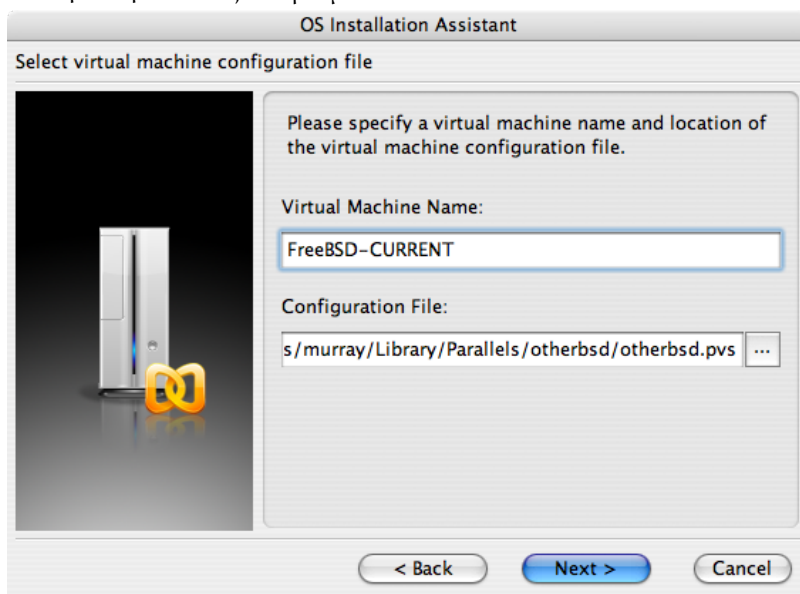 OS Installation Assistant
Select virtual machine configuration file
Please specify a virtual machine name and location of
the virtual machine configuration file.
Virtual Machine Name:
FreeBSD-CURRENT
Configuration File:
s/murray/Library/Parallels/otherbsd/otherbsd.pvs ...
< Back Next > Cancel